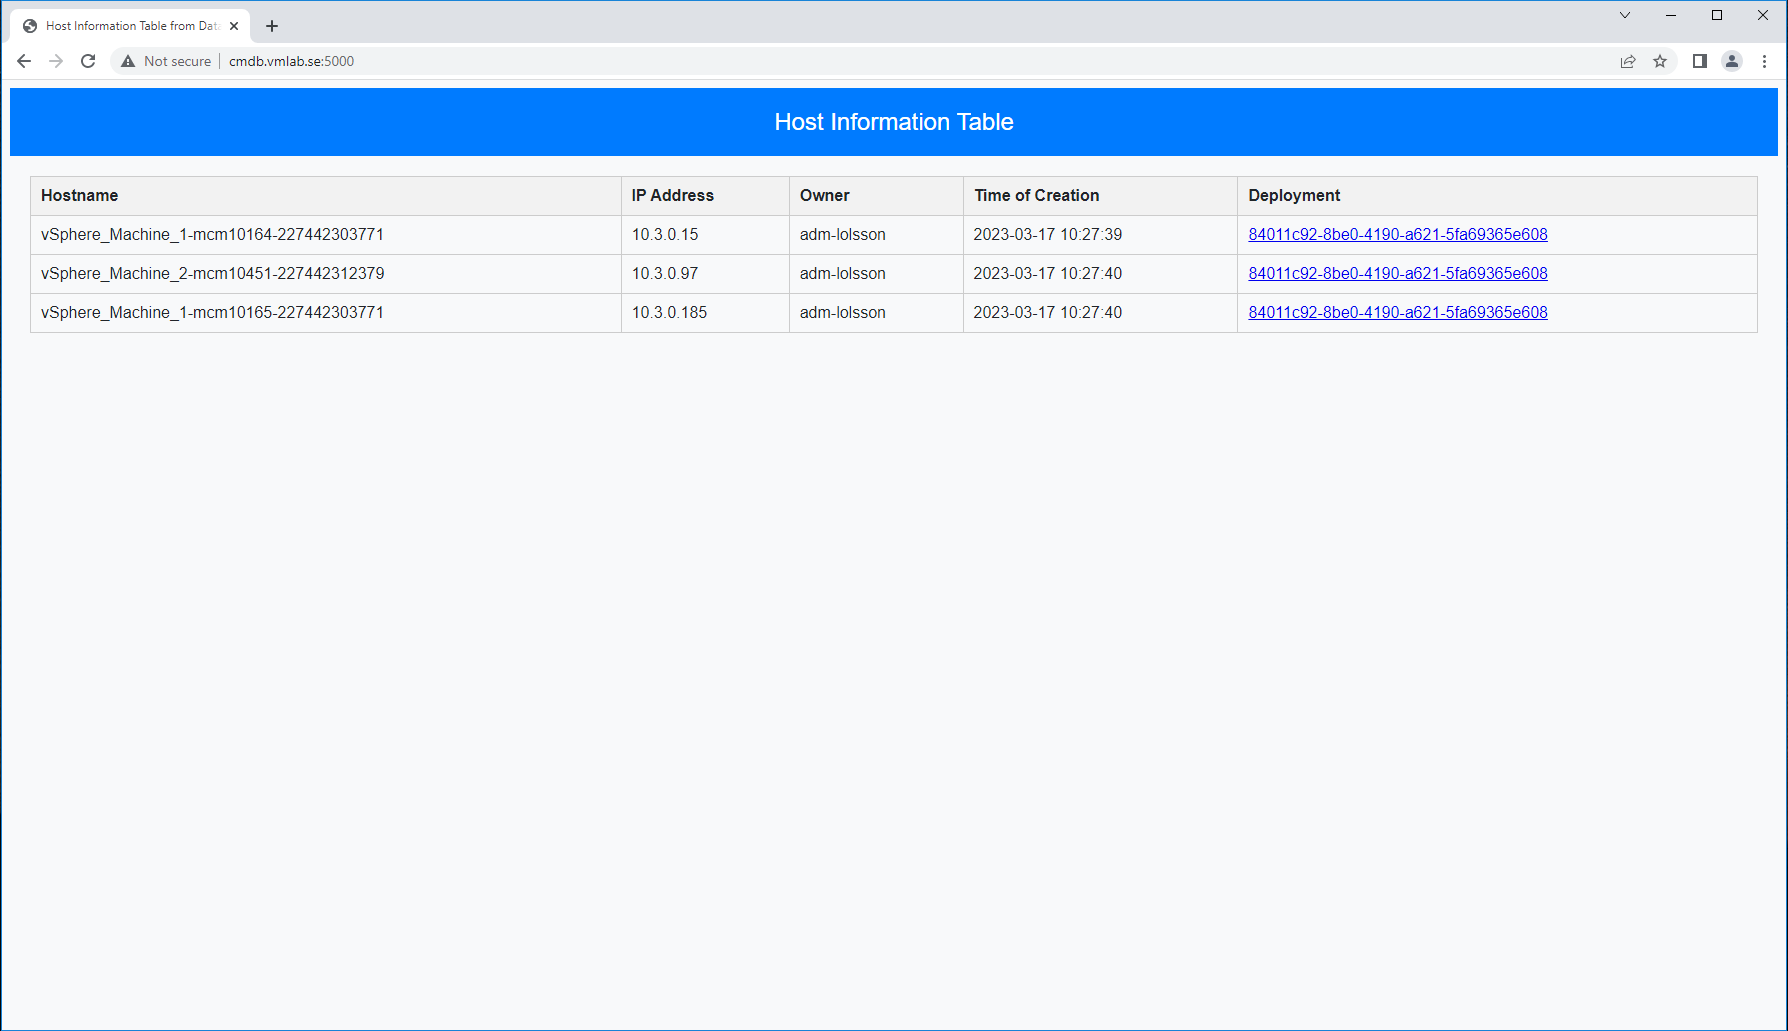 Host Information Table from Data
Not secure cmdb.vmlab.se:5000
Host Information Table
Hostname IP Address Owner Time of Creation Deployment
vSphere_Machine_1-mcm10164-227442303771 10.3.0.15 adm-lolsson 2023-03-17 10:27:39 84011c92-8be0-4190-a621-5fa69365e608
vSphere_Machine_2-mcm10451-227442312379 10.3.0.97 adm-lolsson 2023-03-17 10:27:40 84011c92-8be0-4190-a621-5fa69365e608
vSphere_Machine_1-mcm10165-227442303771 10.3.0.185 adm-lolsson 2023-03-17 10:27:40 84011c92-8be0-4190-a621-5fa69365e608